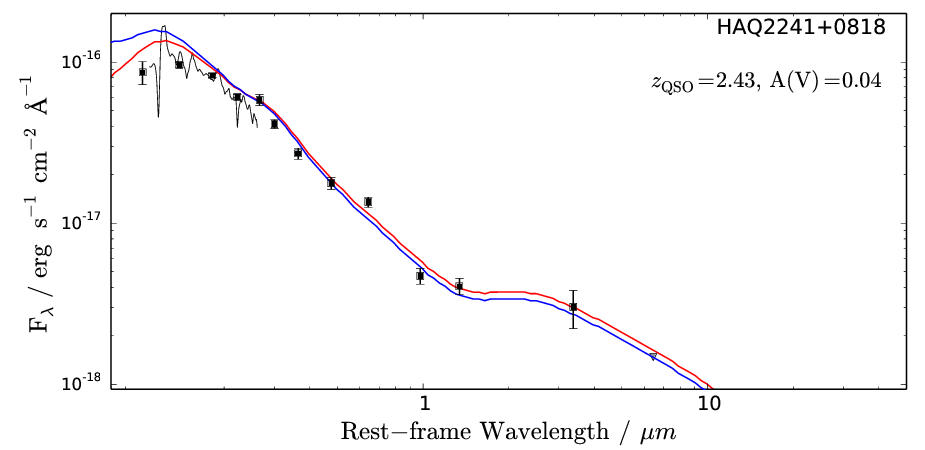 HAQ2241+0818
z_QSO=2.43, A(V)=0.04
10⁻¹⁶
10⁻¹⁷
10⁻¹⁸
F_λ / erg s⁻¹ cm⁻² Å⁻¹
1
10
Rest−frame Wavelength / μm